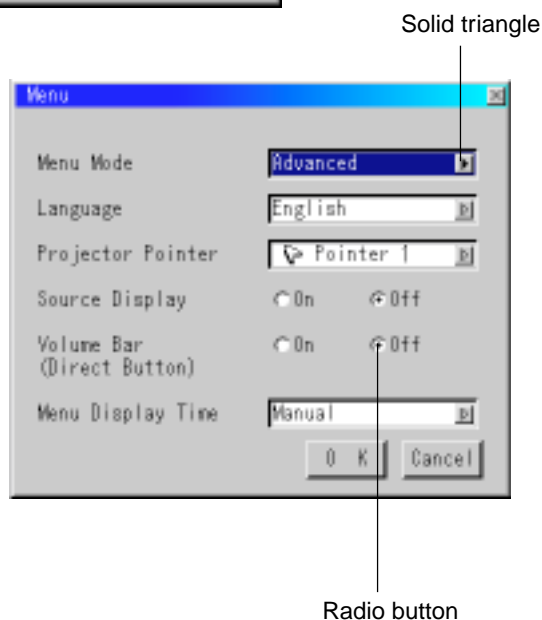 Solid triangle
Menu
Menu Mode Advanced
Language English
Projector Pointer Pointer 1
Source Display On Off
Volume Bar On Off
(Direct Button)
Menu Display Time Manual
O K Cancel
Radio button